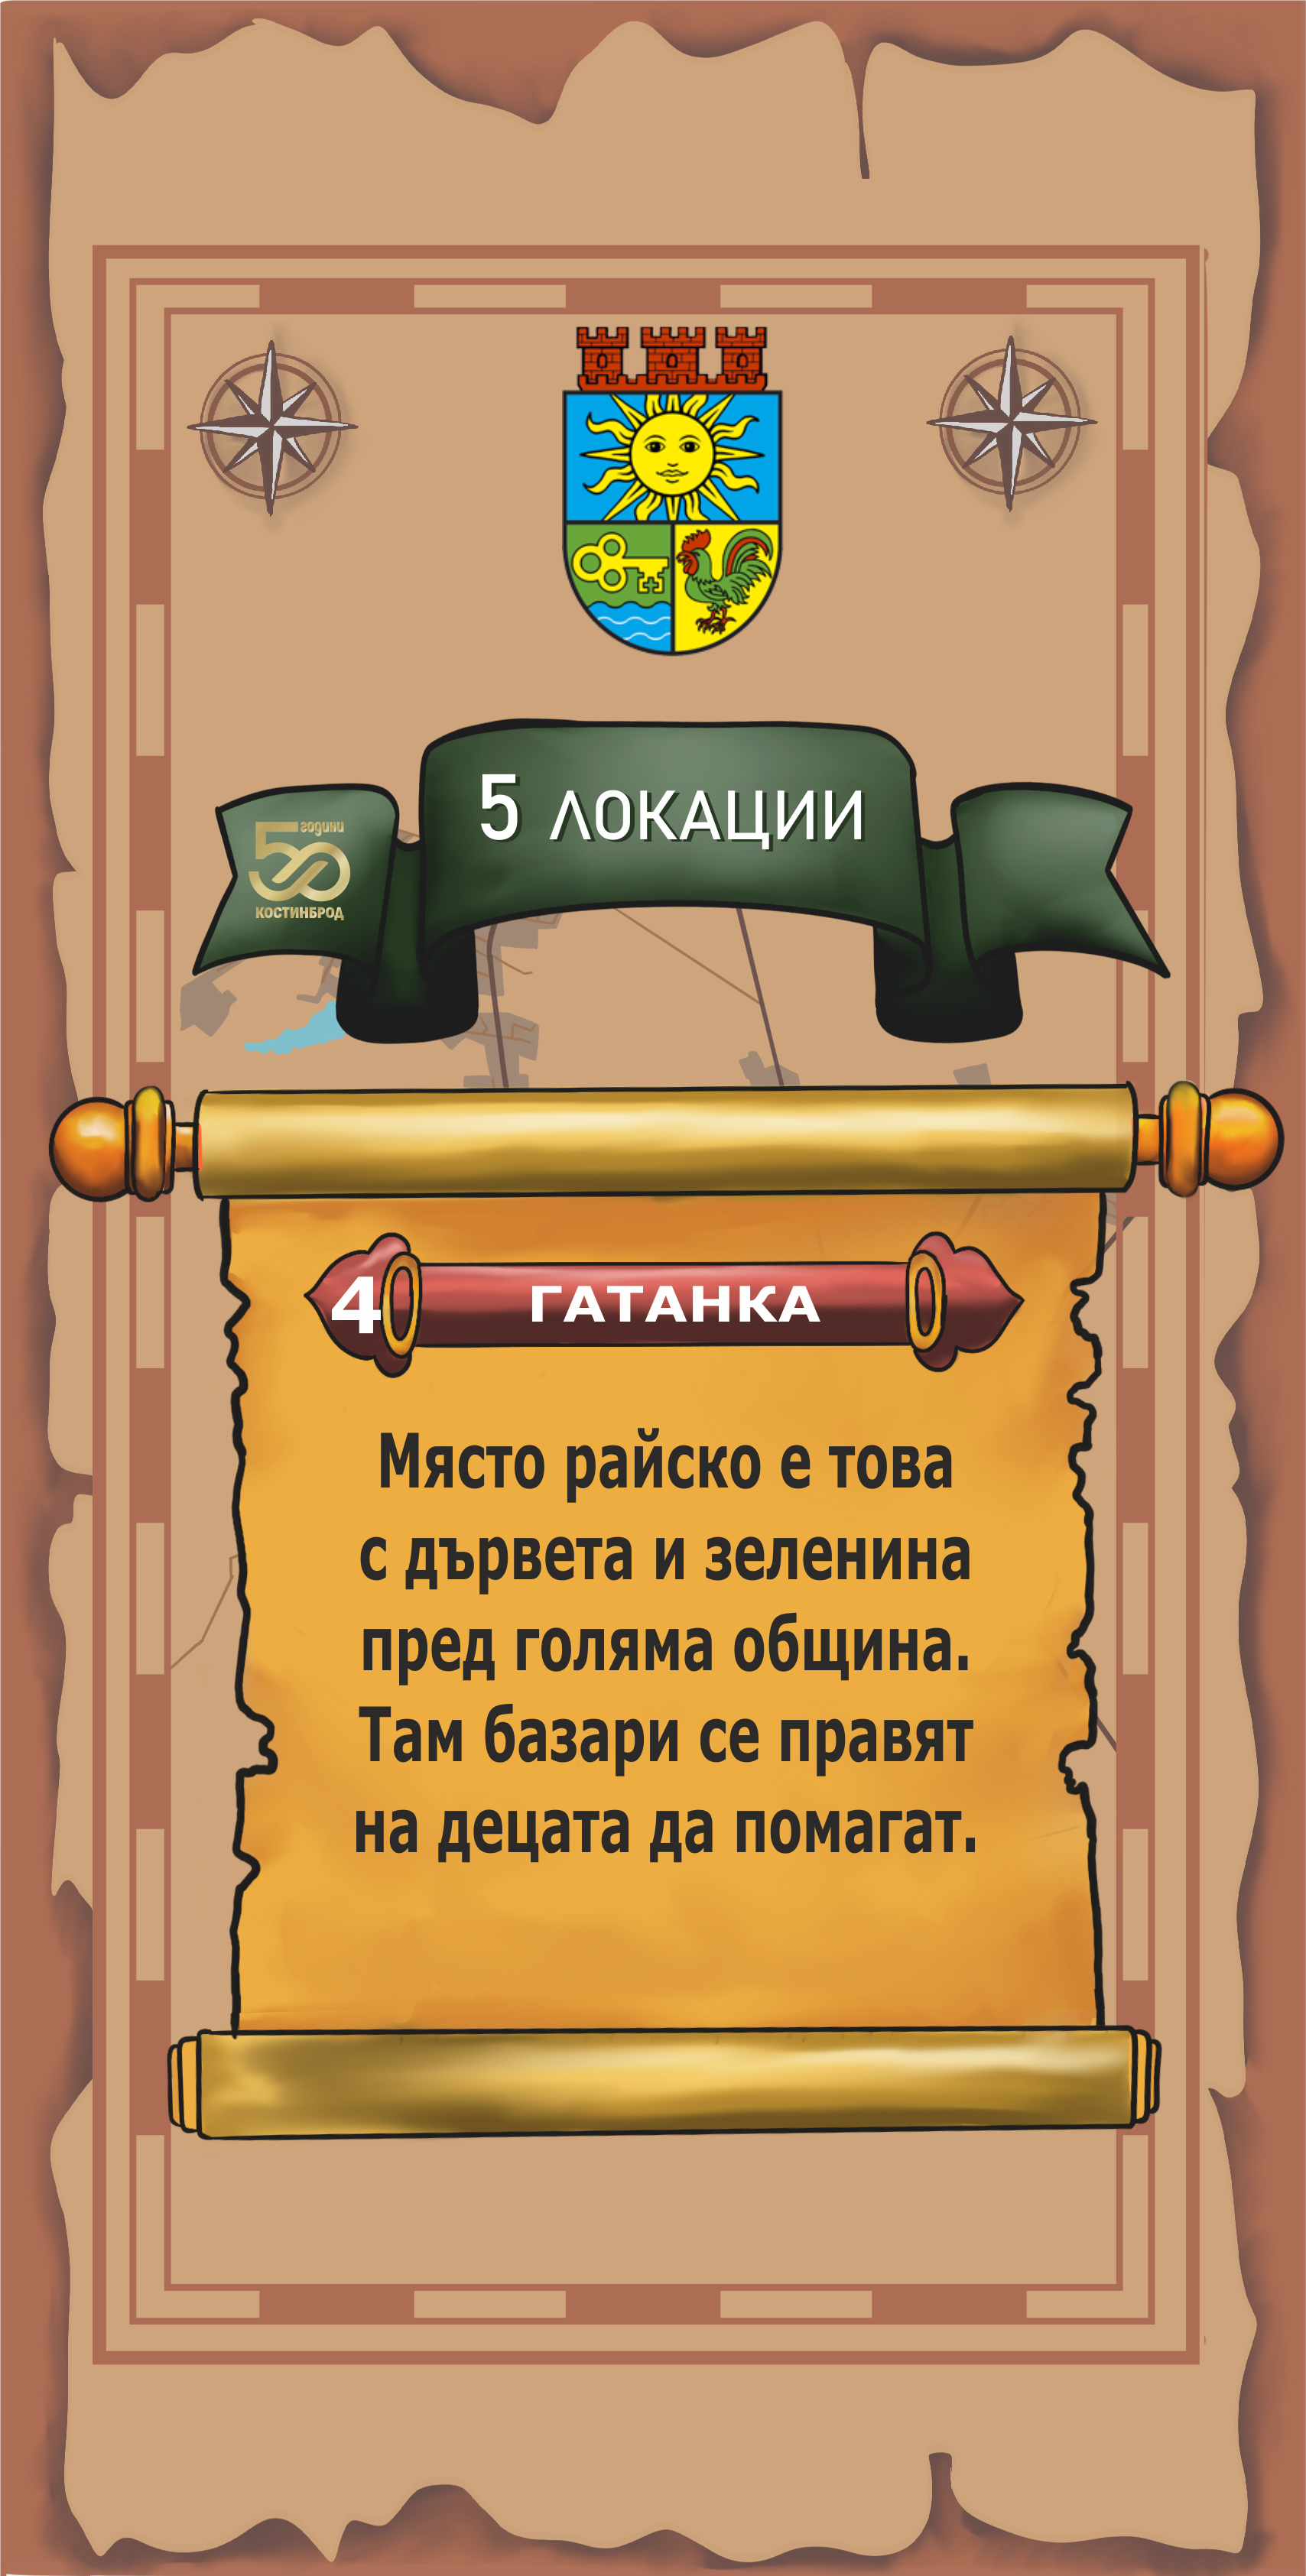 5 ЛОКАЦИИ
50 години
КОСТИНБРОД
4 ГАТАНКА
Място райско е това
с дървета и зеленина
пред голяма община.
Там базари се правят
на децата да помагат.